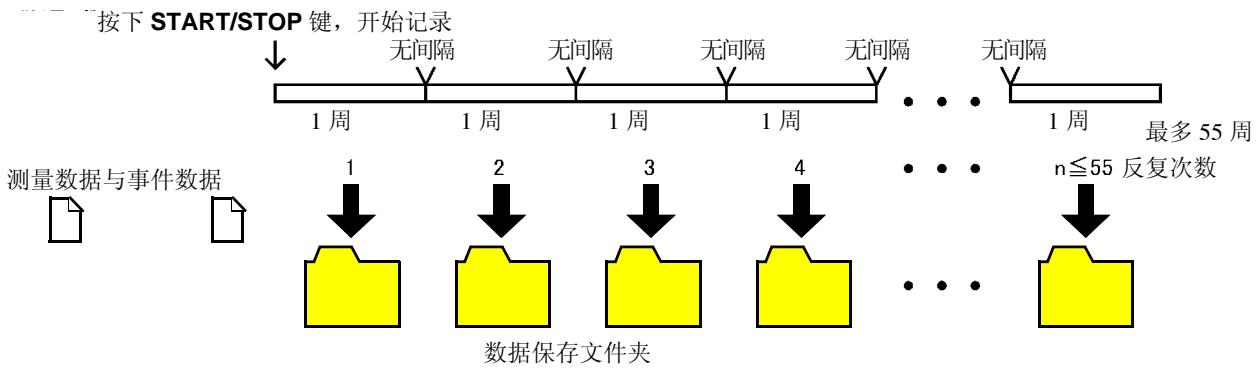 按下 START/STOP 键，开始记录
无间隔 无间隔 无间隔 无间隔 无间隔
1 周 1 周 1 周 1 周 1 周
最多 55 周
1 2 3 4 n≦55 反复次数
测量数据与事件数据
数据保存文件夹